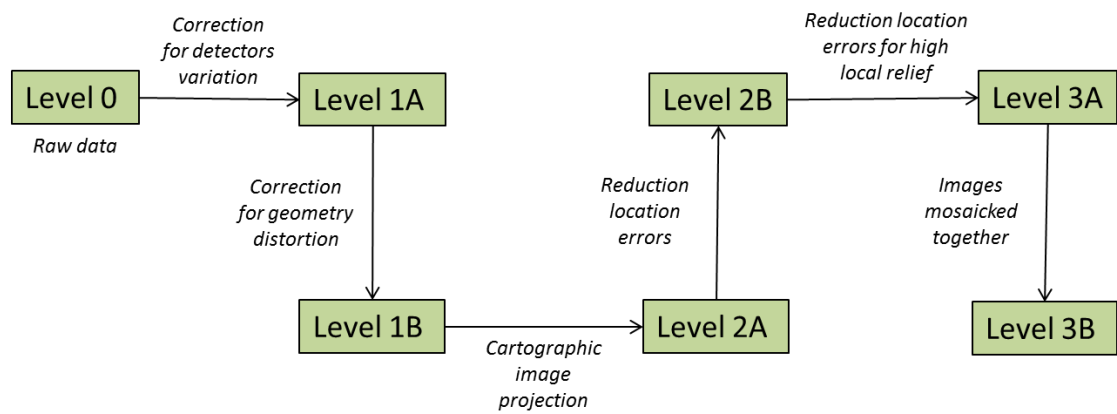 Level 0
Raw data
Correction
for detectors
variation
Level 1A
Correction
for geometry
distortion
Level 1B
Cartographic
image
projection
Level 2A
Reduction
location
errors
Level 2B
Reduction location
errors for high
local relief
Level 3A
Images
mosaicked
together
Level 3B